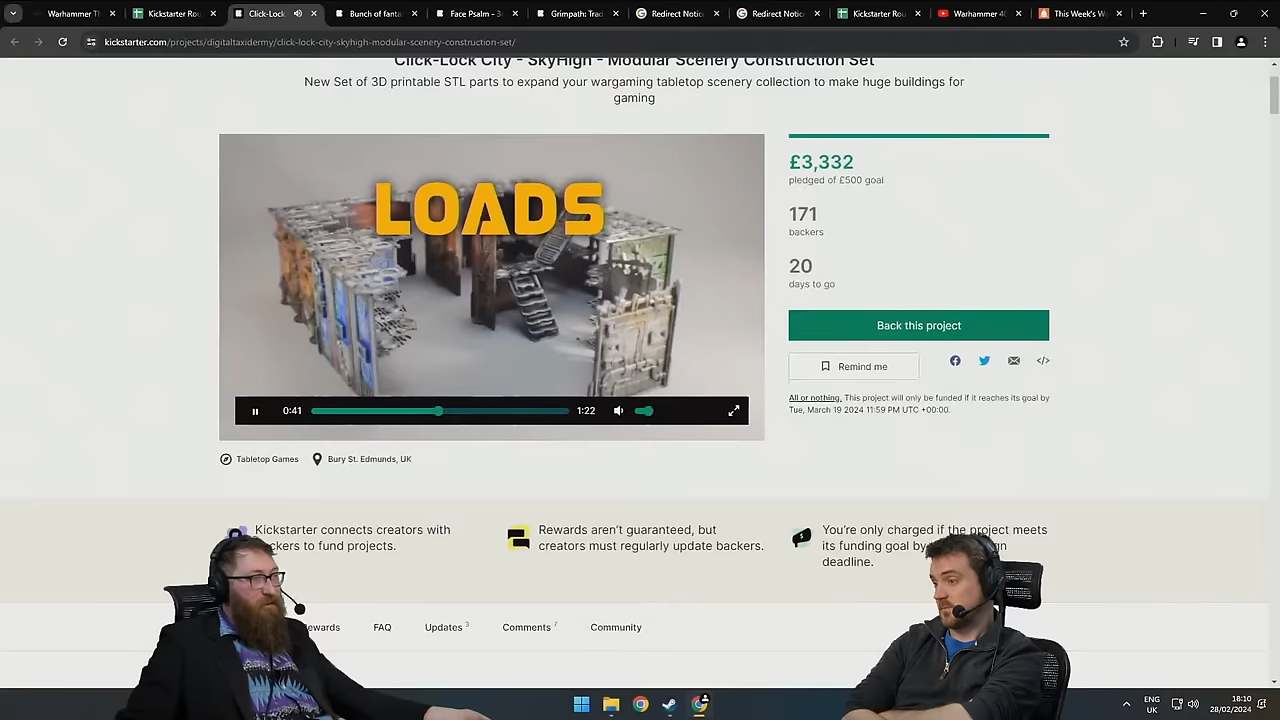 Warhammer Th
Kickstarter Rou
Click-Lock
Bunch of fantas
Face Psalm - 3
Grimpath: Trad
Redirect Notic
Redirect Notic
Kickstarter Rou
Warhammer 40
This Week's W
kickstarter.com/projects/digitaltaxidermy/click-lock-city-skyhigh-modular-scenery-construction-set/
Click-Lock City - SkyHigh - Modular Scenery Construction Set
New Set of 3D printable STL parts to expand your wargaming tabletop scenery collection to make huge buildings for
gaming
LOADS
0:41
1:22
£3,332
pledged of £500 goal
171
backers
20
days to go
Back this project
Remind me
All or nothing. This project will only be funded if it reaches its goal by
Tue, March 19 2024 11:59 PM UTC +00:00.
Tabletop Games
Bury St. Edmunds, UK
Kickstarter connects creators with
ckers to fund projects.
Rewards aren't guaranteed, but
creators must regularly update backers.
You're only charged if the project meets
its funding goal by gn
deadline.
ewards
FAQ
Updates 3
Comments 7
Community
ENG
UK
18:10
28/02/2024